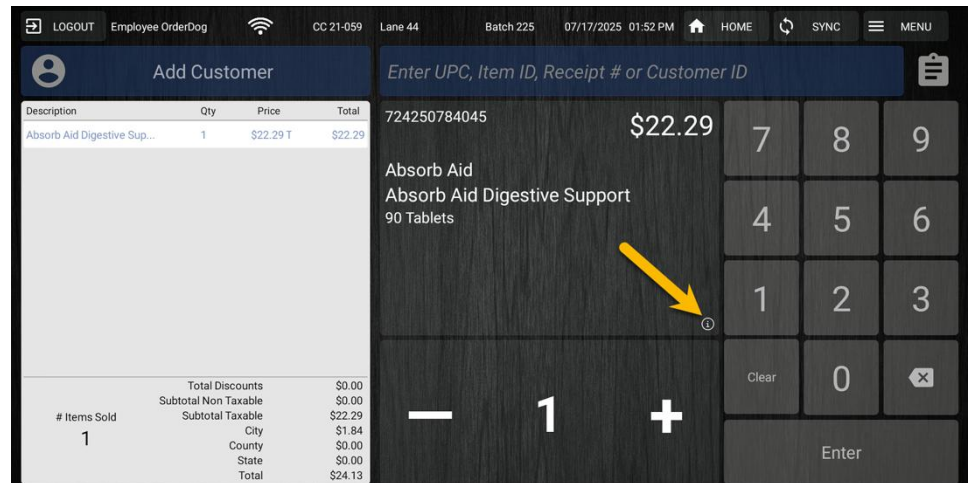 LOGOUT Employee OrderDog CC 21-059 Lane 44 Batch 225 07/17/2025 01:52 PM HOME SYNC MENU
Add Customer
Enter UPC, Item ID, Receipt # or Customer ID
Description Qty Price Total
Absorb Aid Digestive Sup... 1 $22.29 T $22.29
Total Discounts $0.00
Subtotal Non Taxable $0.00
Subtotal Taxable $22.29
City $1.84
County $0.00
State $0.00
Total $24.13
# Items Sold
1
724250784045
$22.29
Absorb Aid
Absorb Aid Digestive Support
90 Tablets
1
7 8 9
4 5 6
1 2 3
Clear 0
Enter